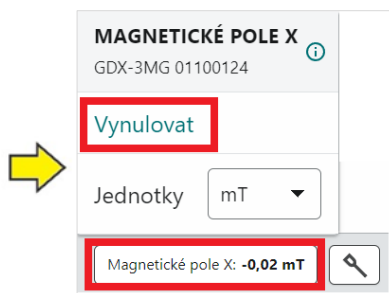 MAGNETICKÉ POLE X
GDX-3MG 01100124
Vynulovat
Jednotky mT
Magnetické pole X: -0,02 mT